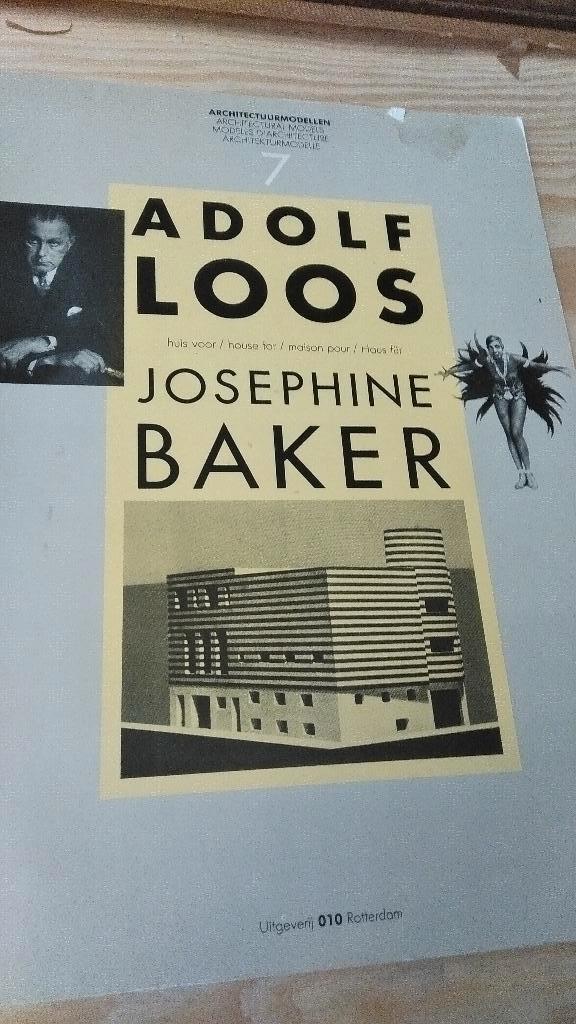 ARCHITECTUURMODELLEN
ARCHITECTURAL MODELS
MODELES D'ARCHITECTURE
ARCHITEKTURMODELLE
7
ADOLF
LOOS
huis voor / house for / maison pour / Haus für
JOSEPHINE
BAKER
Uitgeverij 010 Rotterdam